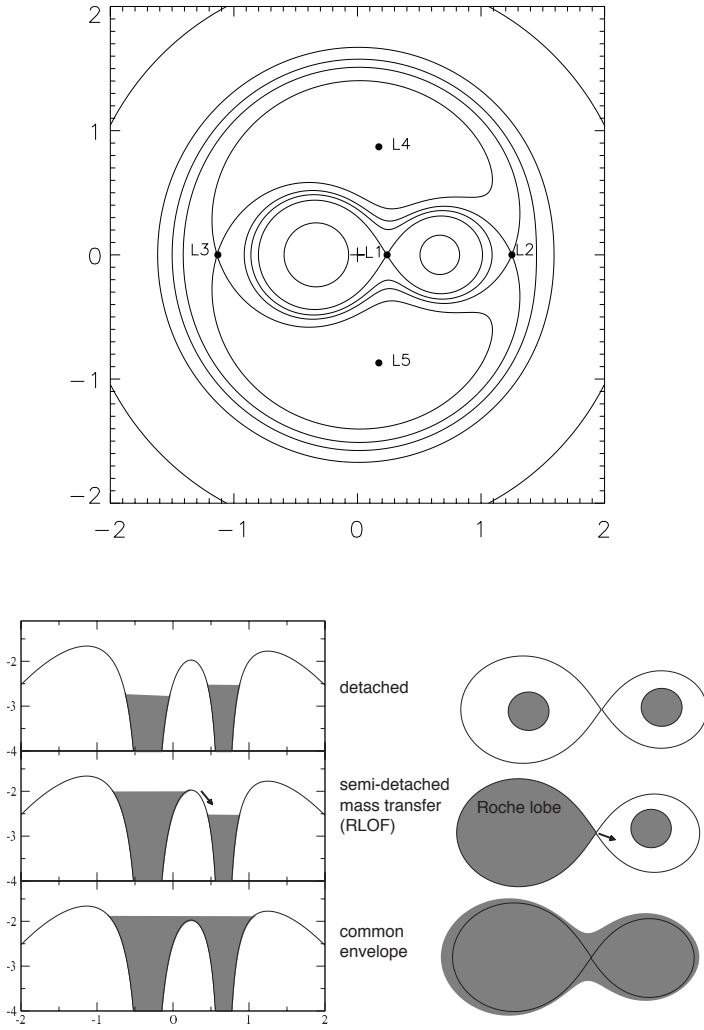 2
1
0
−1
−2
−2
−1
0
1
2
L4
L3
L1
L2
L5
-2
-3
-4
detached
-2
-3
-4
semi-detached
mass transfer
(RLOF)
Roche lobe
-2
-3
-4
common
envelope
-2
-1
0
1
2